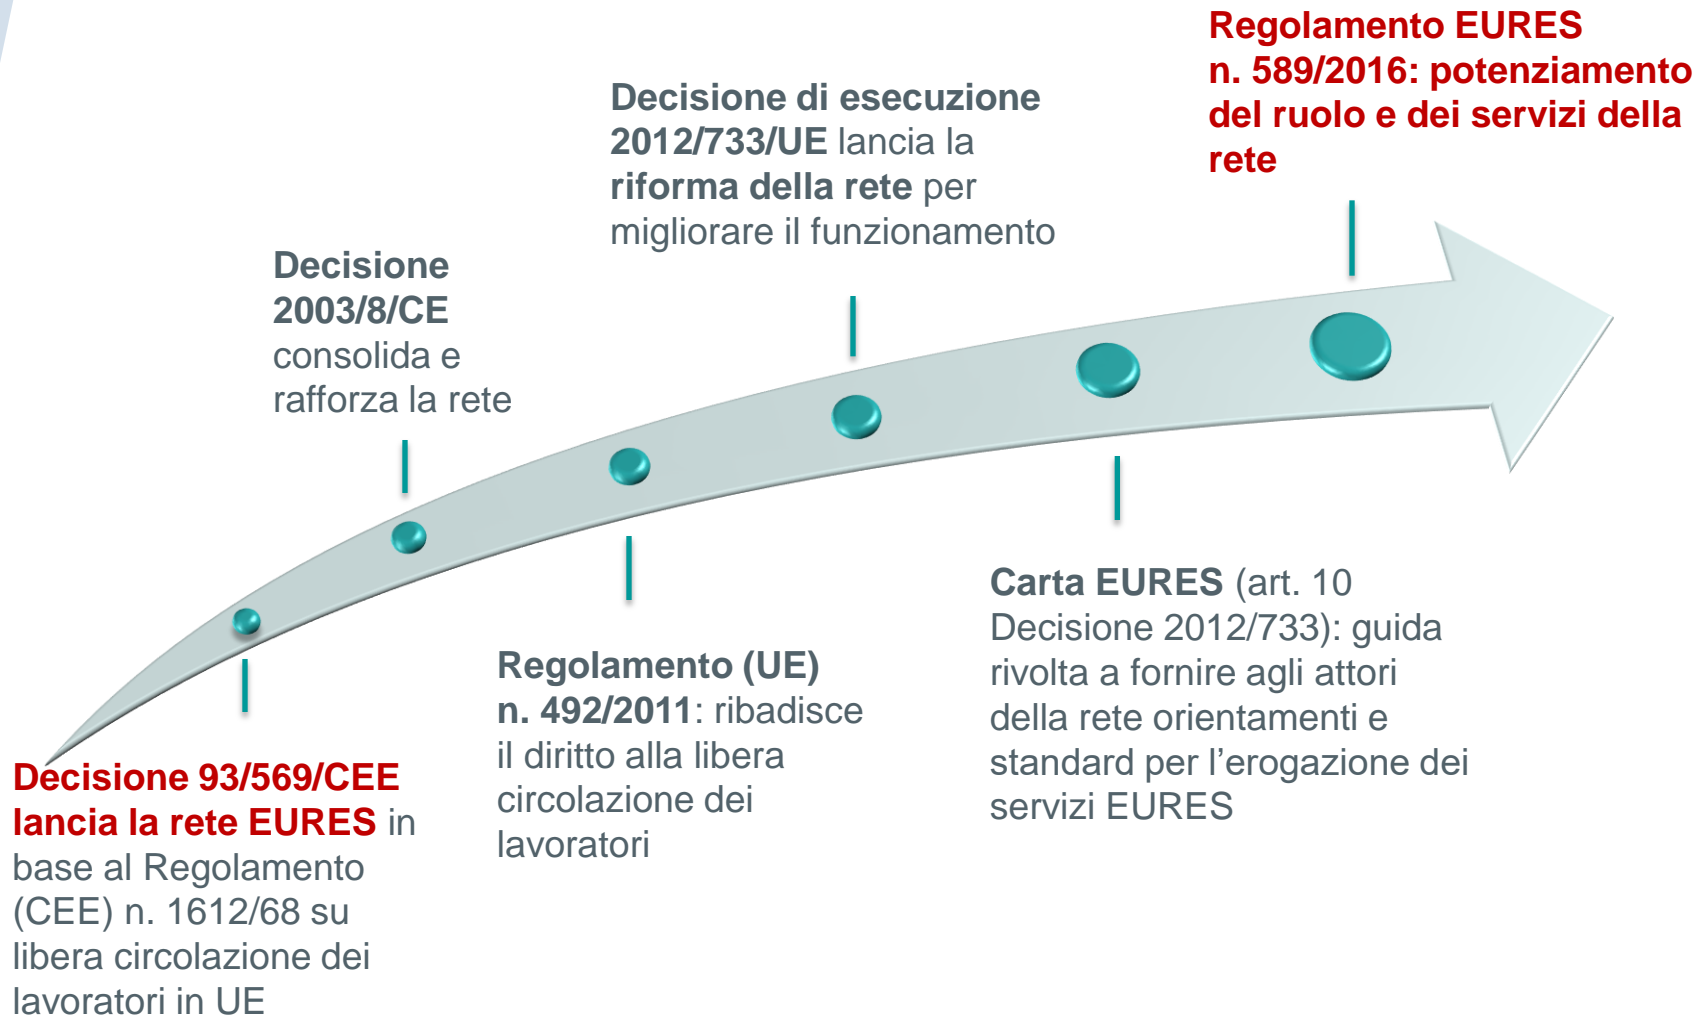 Decisione 93/569/CEE
lancia la rete EURES in
base al Regolamento
(CEE) n. 1612/68 su
libera circolazione dei
lavoratori in UE
Decisione
2003/8/CE
consolida e
rafforza la rete
Regolamento (UE)
n. 492/2011: ribadisce
il diritto alla libera
circolazione dei
lavoratori
Decisione di esecuzione
2012/733/UE lancia la
riforma della rete per
migliorare il funzionamento
Carta EURES (art. 10
Decisione 2012/733): guida
rivolta a fornire agli attori
della rete orientamenti e
standard per l’erogazione dei
servizi EURES
Regolamento EURES
n. 589/2016: potenziamento
del ruolo e dei servizi della
rete